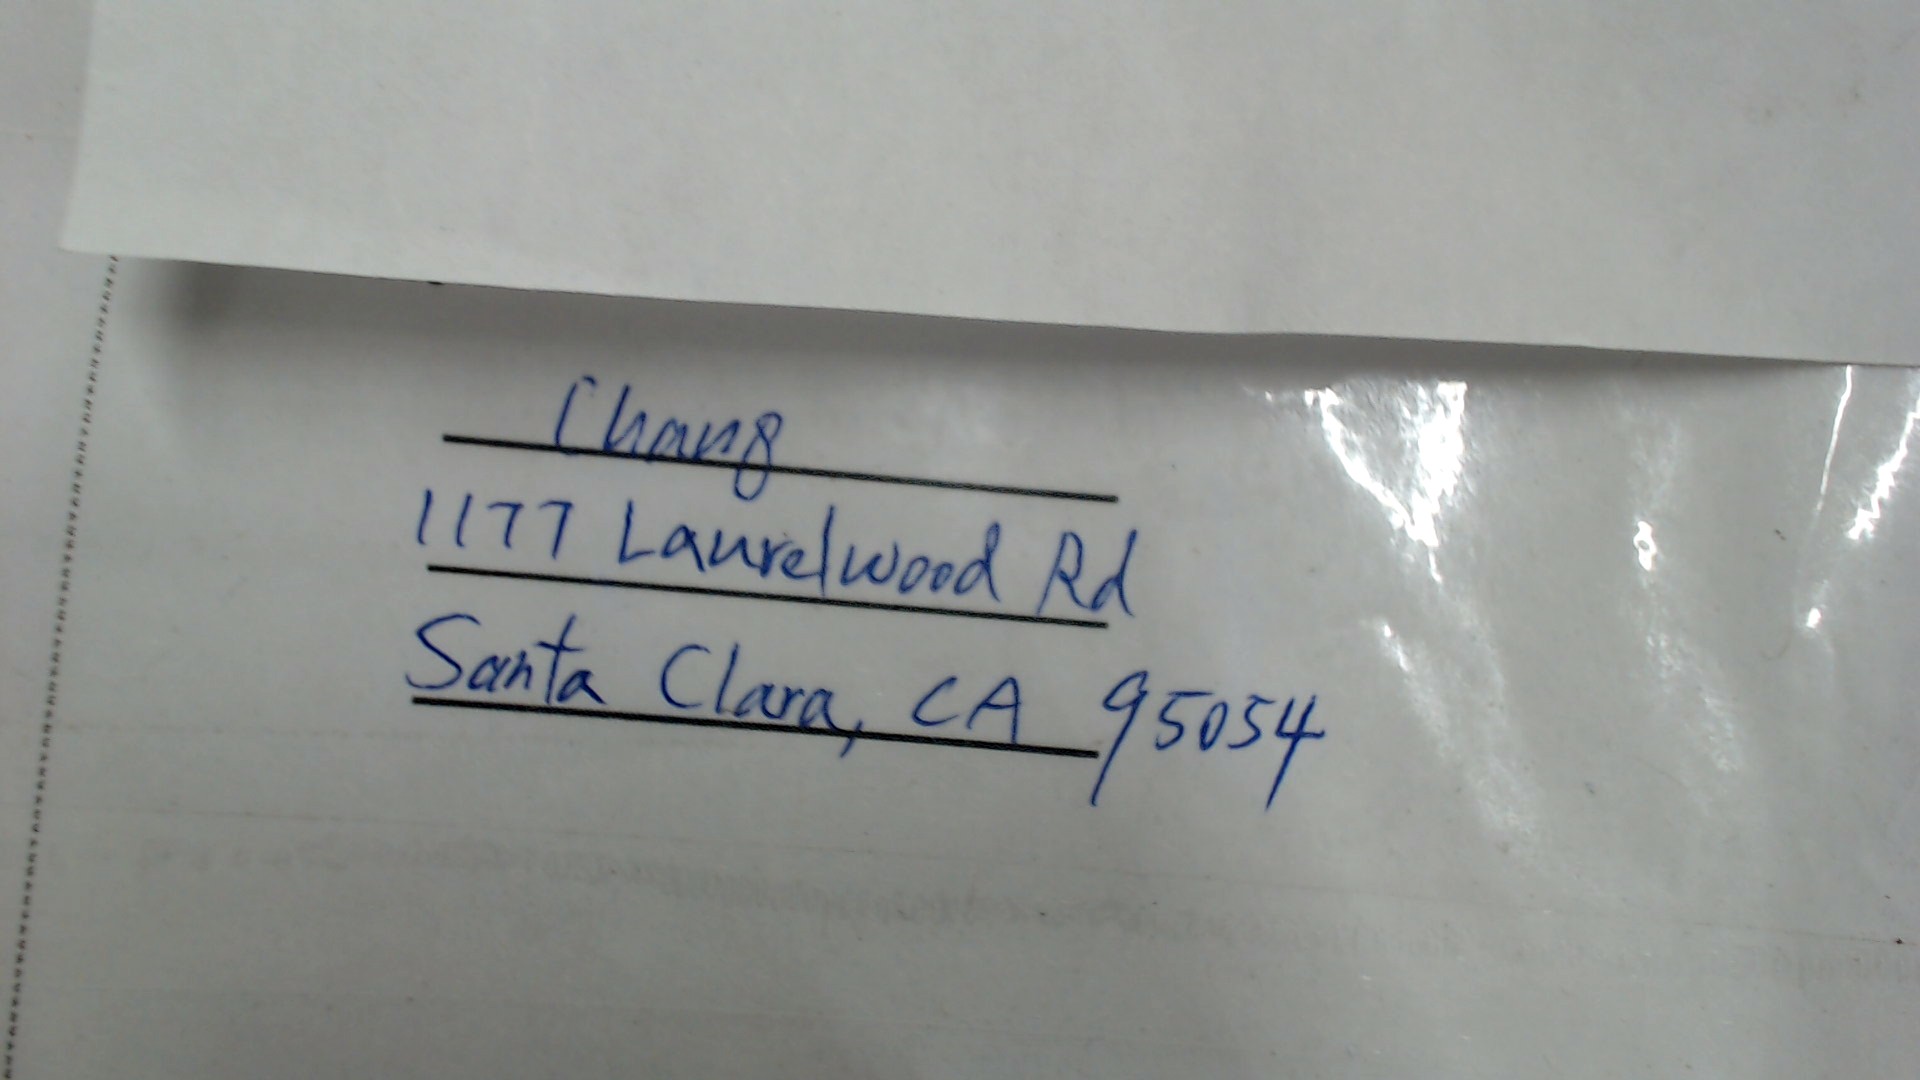 Chang
1177 Laurelwood Rd
Santa Clara, CA 95054